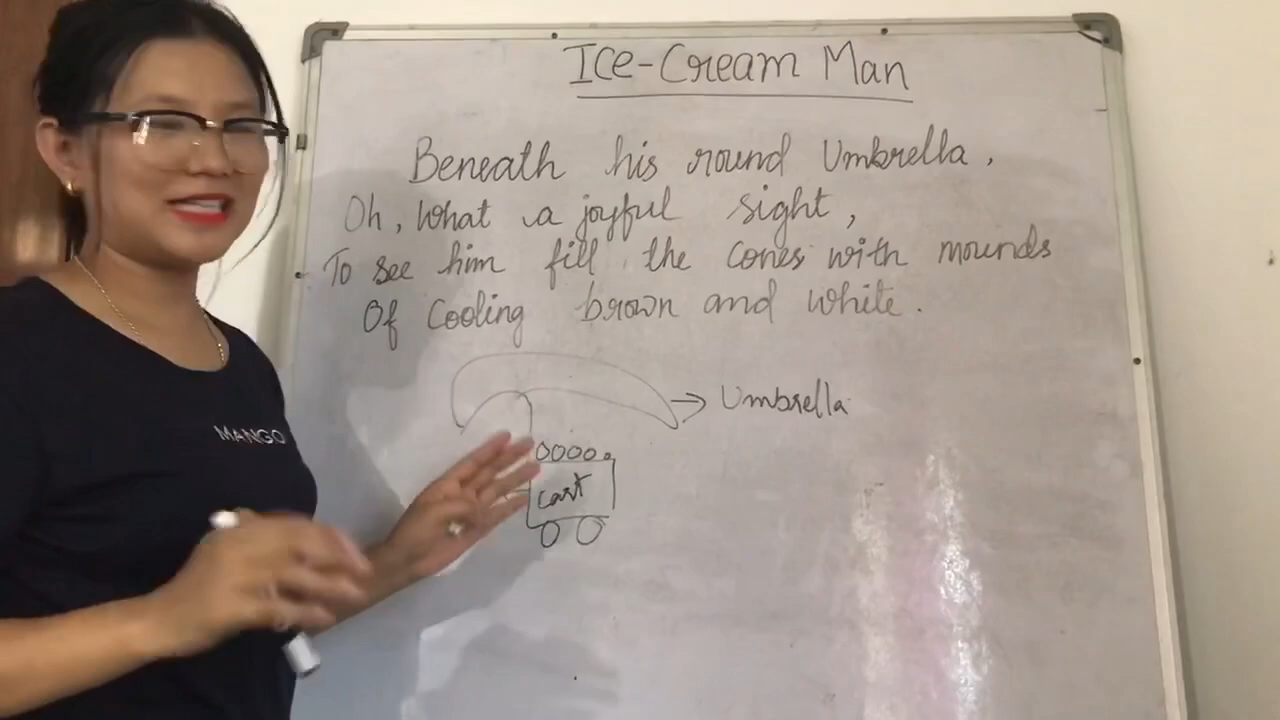 Ice-Cream Man
Beneath his round Umbrella,
Oh, What a joyful sight,
To see him fill the cones with mounds
Of Cooling brown and white.
Umbrella
cart
MANGO